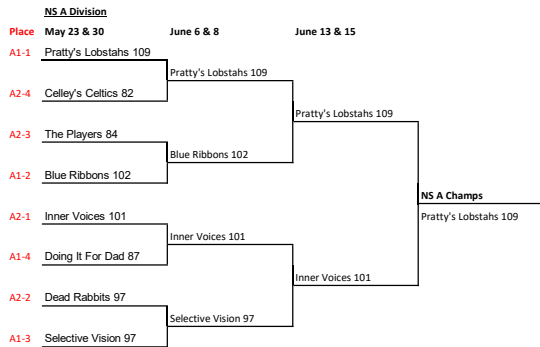 NS A Division
Place May 23 & 30 June 6 & 8 June 13 & 15
A1-1 Pratty's Lobstahs 109
Pratty's Lobstahs 109
A2-4 Celley's Celtics 82
Pratty's Lobstahs 109
A2-3 The Players 84
Blue Ribbons 102
A1-2 Blue Ribbons 102
NS A Champs
A2-1 Inner Voices 101
Pratty's Lobstahs 109
Inner Voices 101
A1-4 Doing It For Dad 87
Inner Voices 101
A2-2 Dead Rabbits 97
Selective Vision 97
A1-3 Selective Vision 97